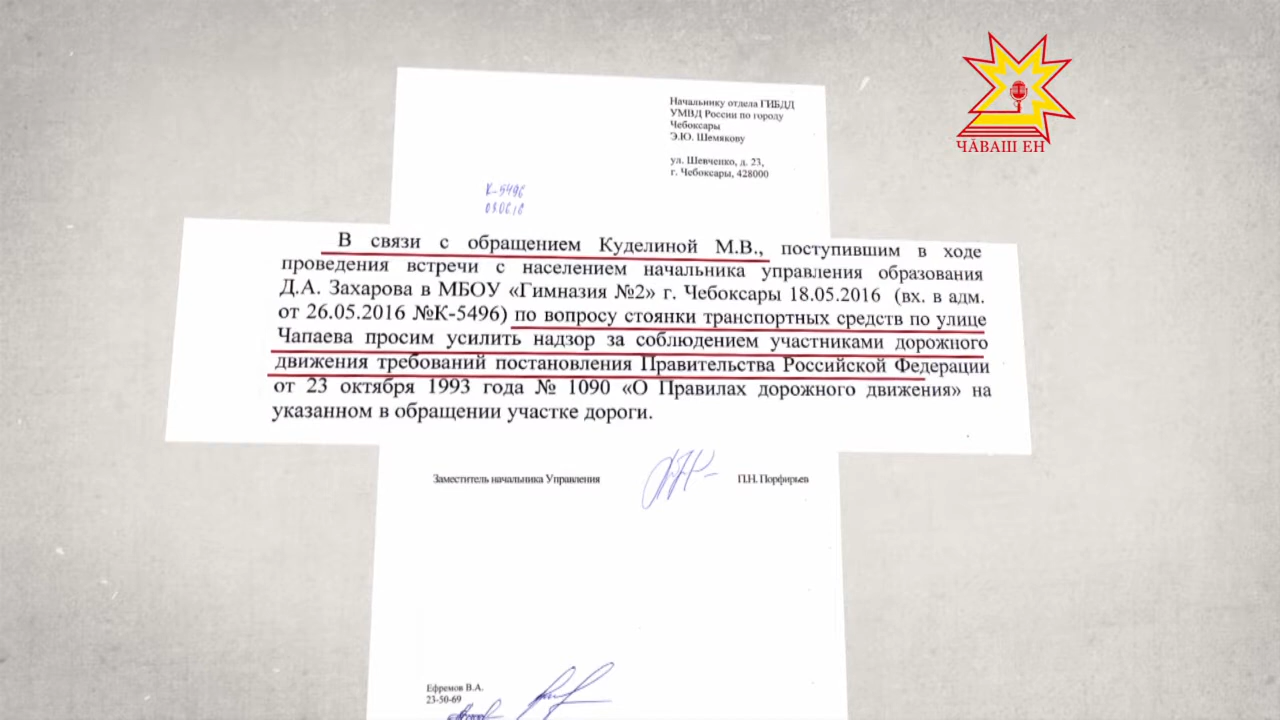 Начальнику отдела ГИБДД
УМВД России по городу
Чебоксары
Э.Ю. Шемякову
ул. Шевченко, д. 23,
г. Чебоксары, 428000
ЧӐВАШ ЕН
К-5496
03.06.16
В связи с обращением Куделиной М.В., поступившим в ходе
проведения встречи с населением начальника управления образования
Д.А. Захарова в МБОУ «Гимназия №2» г. Чебоксары 18.05.2016 (вх. в адм.
от 26.05.2016 №К-5496) по вопросу стоянки транспортных средств по улице
Чапаева просим усилить надзор за соблюдением участниками дорожного
движения требований постановления Правительства Российской Федерации
от 23 октября 1993 года № 1090 «О Правилах дорожного движения» на
указанном в обращении участке дороги.
Заместитель начальника Управления П.Н. Порфирьев
Ефремов В.А.
23-50-69